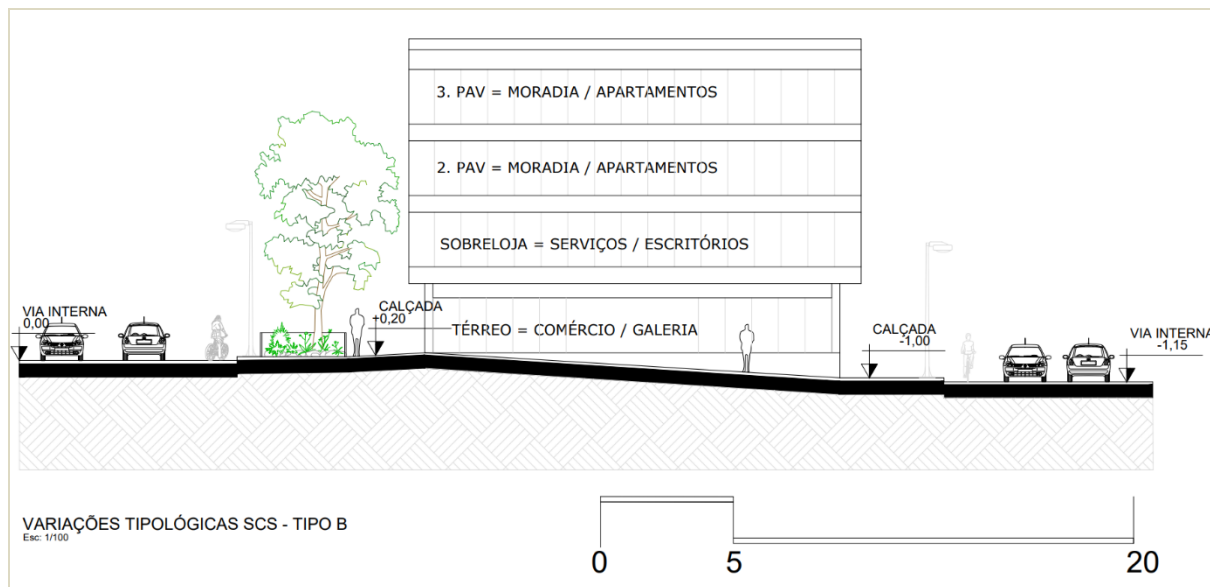 3. PAV = MORADIA / APARTAMENTOS
2. PAV = MORADIA / APARTAMENTOS
SOBRELOJA = SERVIÇOS / ESCRITÓRIOS
VIA INTERNA
0,00
CALÇADA
+0,20
TÉRREO = COMÉRCIO / GALERIA
CALÇADA
-1,00
VIA INTERNA
-1,15
VARIAÇÕES TIPOLÓGICAS SCS - TIPO B
Esc: 1/100
0 5 20